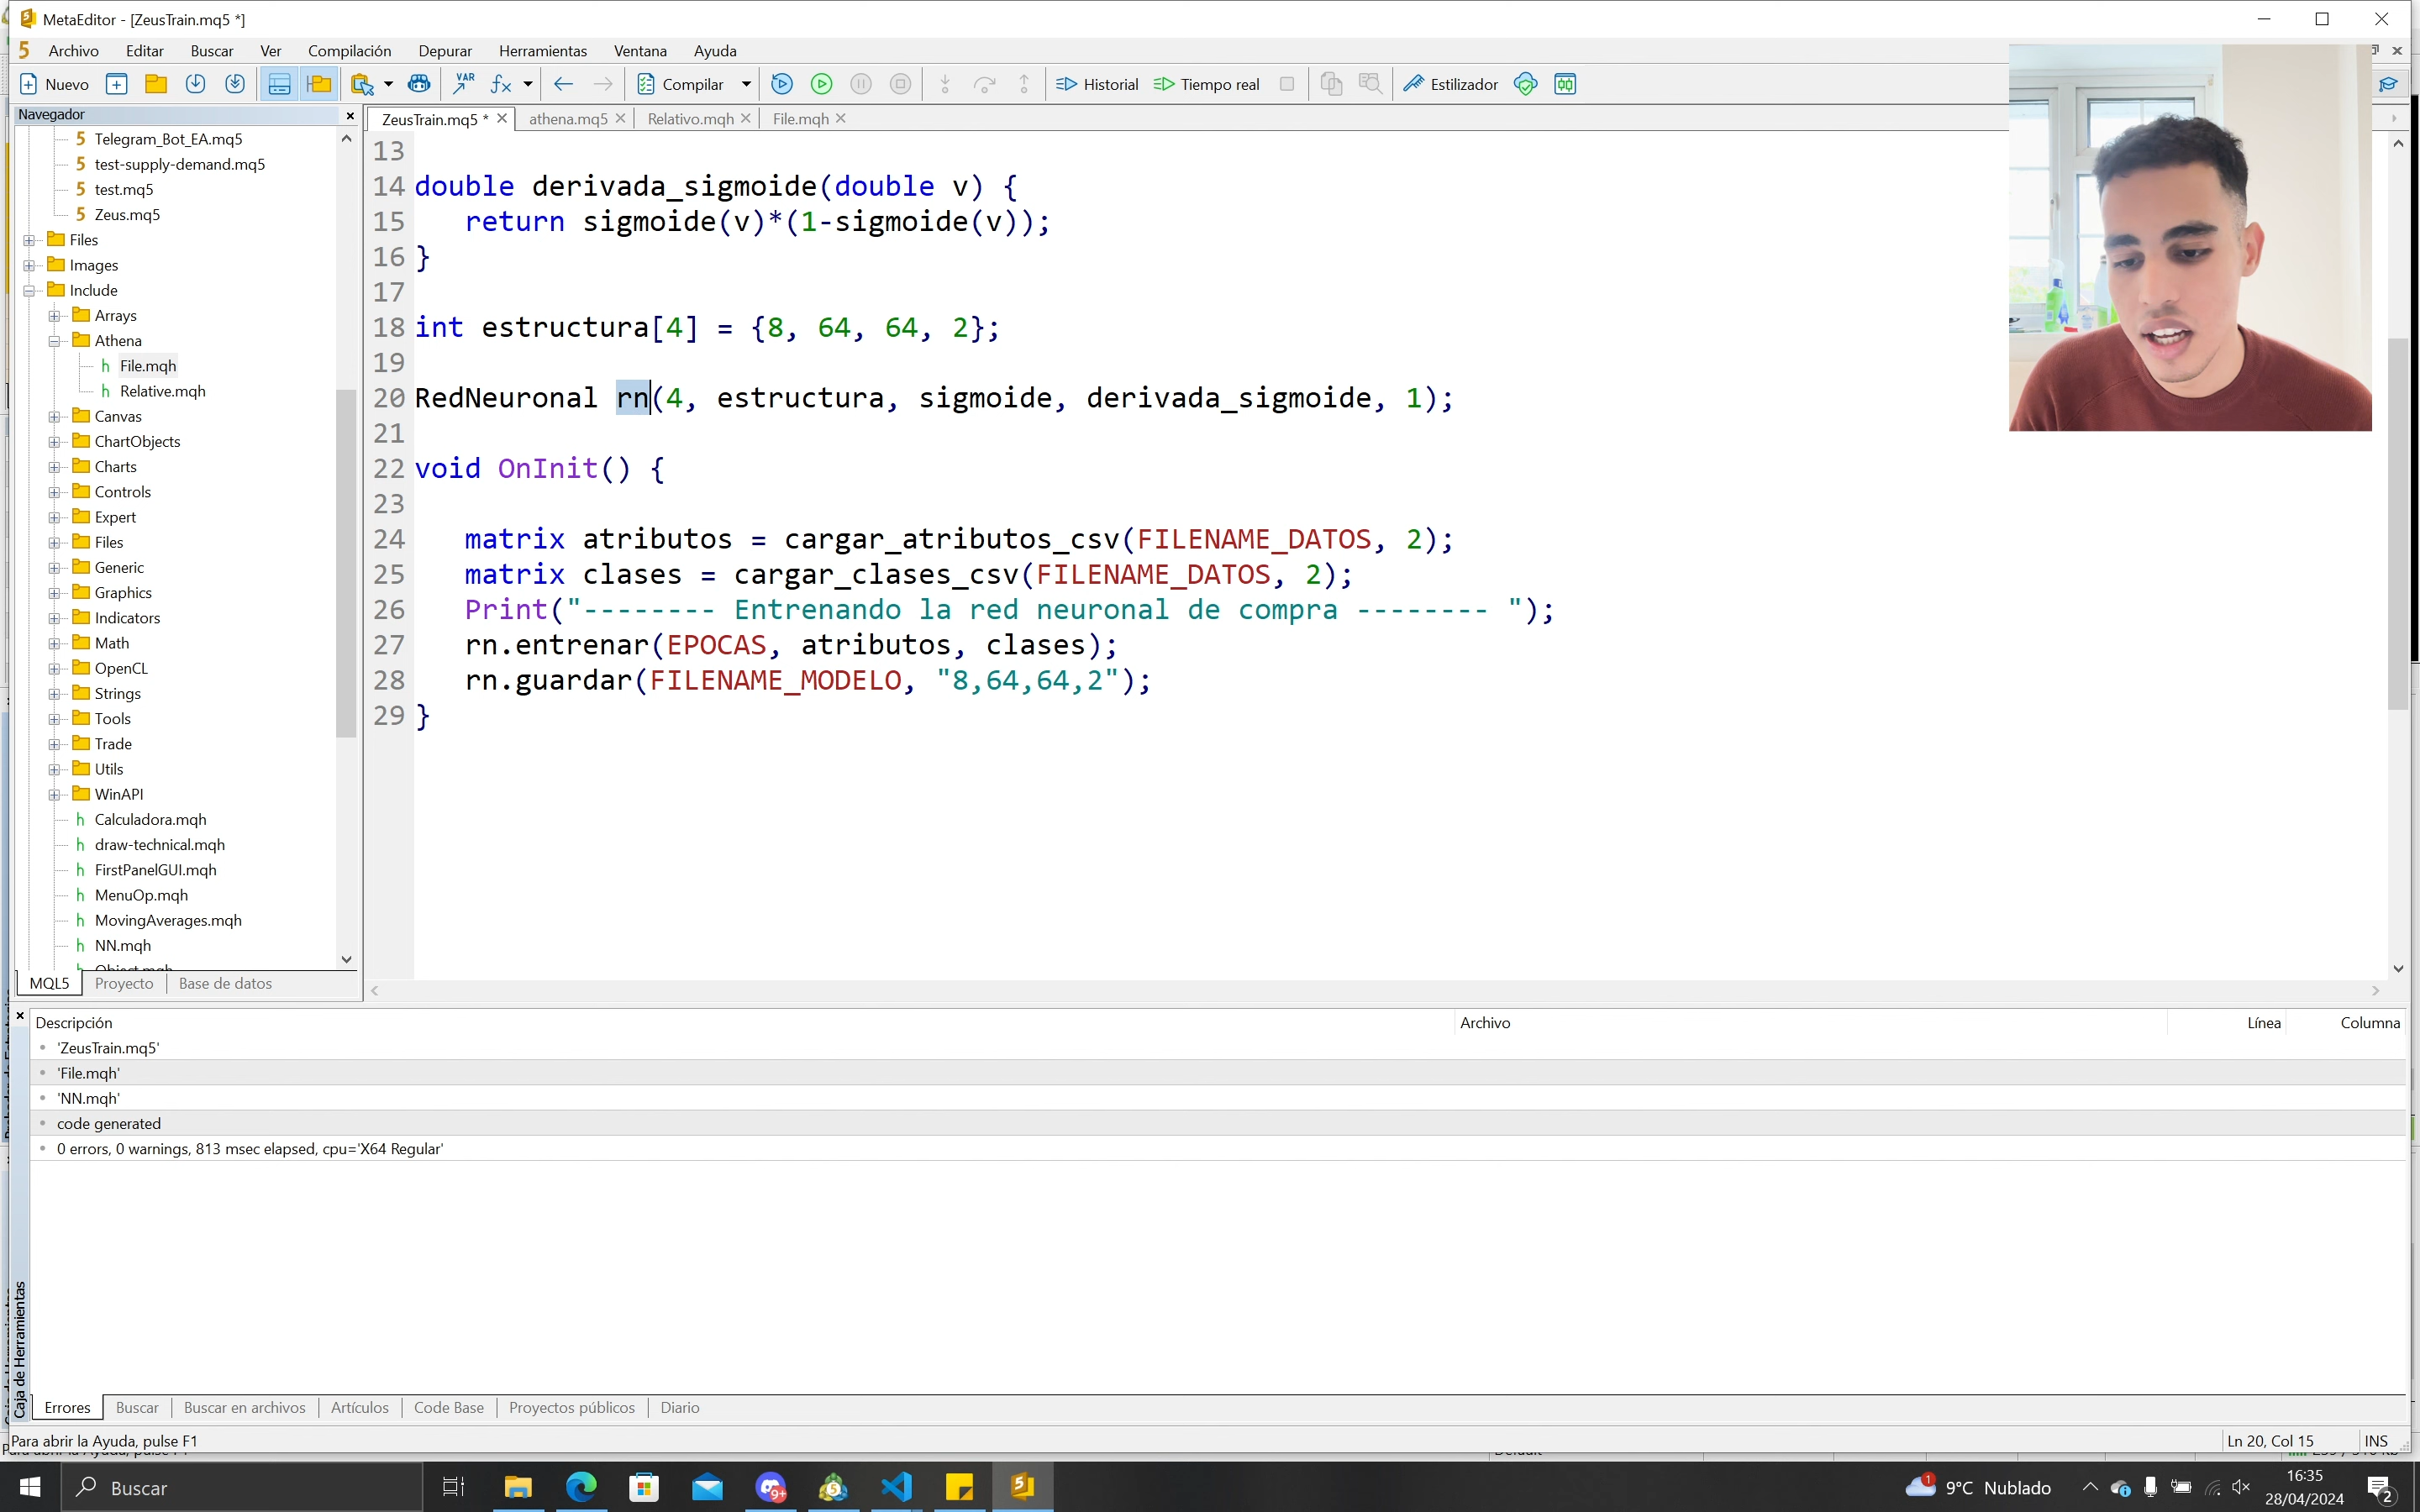 MetaEditor - [ZeusTrain.mq5 *]
Archivo Editar Buscar Ver Compilación Depurar Herramientas Ventana Ayuda
Nuevo VAR Compilar Historial Tiempo real Estilizador
Navegador
ZeusTrain.mq5 * athena.mq5 Relativo.mqh File.mqh
Telegram_Bot_EA.mq5
test-supply-demand.mq5
test.mq5
Zeus.mq5
Files
Images
Include
Arrays
Athena
File.mqh
Relative.mqh
Canvas
ChartObjects
Charts
Controls
Expert
Files
Generic
Graphics
Indicators
Math
OpenCL
Strings
Tools
Trade
Utils
WinAPI
Calculadora.mqh
draw-technical.mqh
FirstPanelGUI.mqh
MenuOp.mqh
MovingAverages.mqh
NN.mqh
Object.mqh
MQL5 Proyecto Base de datos
13
14 double derivada_sigmoide(double v) {
15 return sigmoide(v)*(1-sigmoide(v));
16 }
17
18 int estructura[4] = {8, 64, 64, 2};
19
20 RedNeuronal rn(4, estructura, sigmoide, derivada_sigmoide, 1);
21
22 void OnInit() {
23
24 matrix atributos = cargar_atributos_csv(FILENAME_DATOS, 2);
25 matrix clases = cargar_clases_csv(FILENAME_DATOS, 2);
26 Print("-------- Entrenando la red neuronal de compra -------- ");
27 rn.entrenar(EPOCAS, atributos, clases);
28 rn.guardar(FILENAME_MODELO, "8,64,64,2");
29 }
Descripción Archivo Línea Columna
'ZeusTrain.mq5'
'File.mqh'
'NN.mqh'
code generated
0 errors, 0 warnings, 813 msec elapsed, cpu='X64 Regular'
Caja de Herramientas
Errores Buscar Buscar en archivos Artículos Code Base Proyectos públicos Diario
Para abrir la Ayuda, pulse F1 Ln 20, Col 15 INS
Buscar 9+ 1 9°C Nublado 16:35
28/04/2024 2